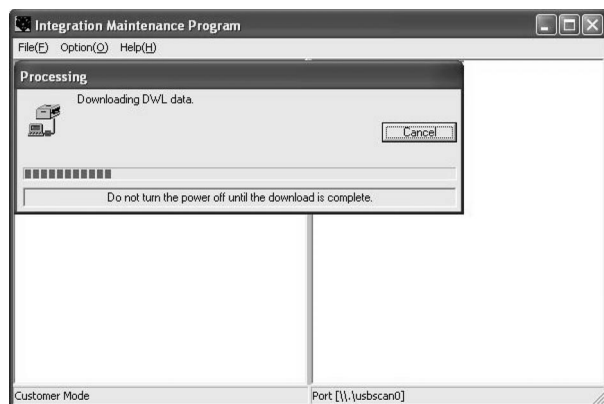 Integration Maintenance Program
File(F) Option(O) Help(H)
Processing
Downloading DWL data.
Cancel
Do not turn the power off until the download is complete.
Customer Mode Port [\\.\usbscan0]